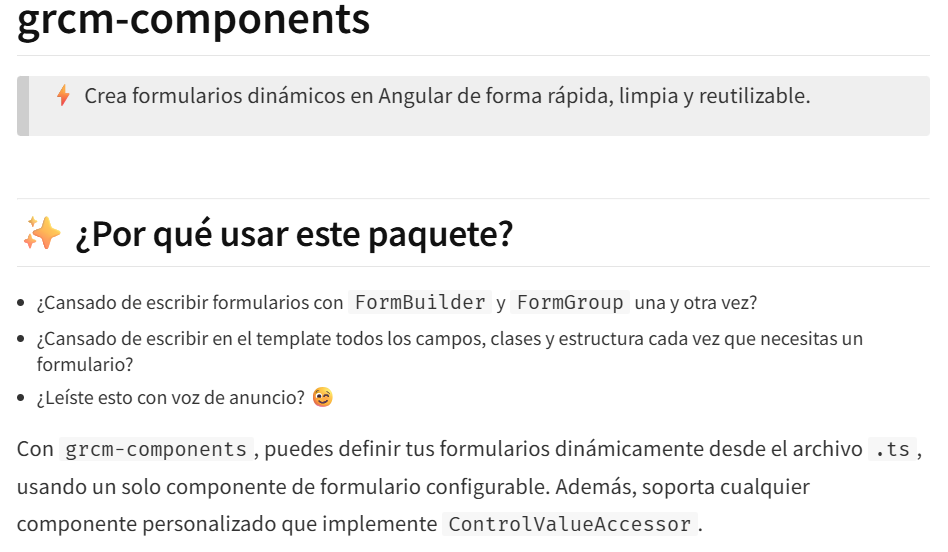 grcm-components
⚡ Crea formularios dinámicos en Angular de forma rápida, limpia y reutilizable.
✨ ¿Por qué usar este paquete?
• ¿Cansado de escribir formularios con FormBuilder y FormGroup una y otra vez?
• ¿Cansado de escribir en el template todos los campos, clases y estructura cada vez que necesitas un
formulario?
• ¿Leíste esto con voz de anuncio? 😉
Con grcm-components, puedes definir tus formularios dinámicamente desde el archivo .ts,
usando un solo componente de formulario configurable. Además, soporta cualquier
componente personalizado que implemente ControlValueAccessor.